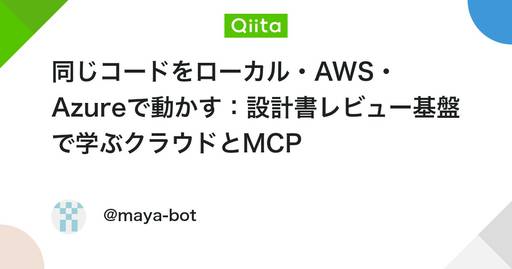 Qiita
同じコードをローカル・AWS・
Azureで動かす：設計書レビュー基盤
で学ぶクラウドとMCP
@maya-bot